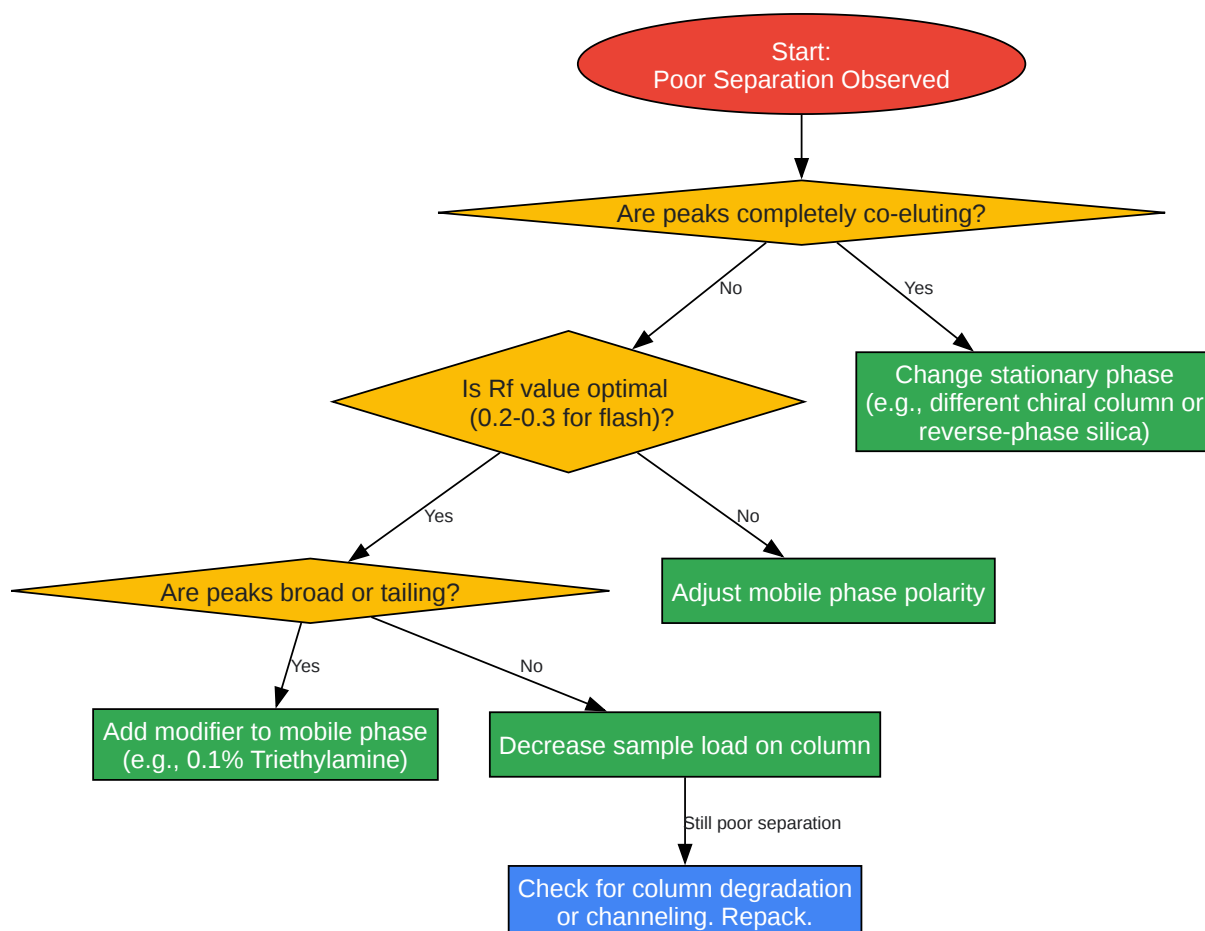 Start:
Poor Separation Observed
Are peaks completely co-eluting?
No
Yes
Is Rf value optimal
(0.2-0.3 for flash)?
Change stationary phase
(e.g., different chiral column or
reverse-phase silica)
Yes
No
Are peaks broad or tailing?
Adjust mobile phase polarity
Yes
No
Add modifier to mobile phase
(e.g., 0.1% Triethylamine)
Decrease sample load on column
Still poor separation
Check for column degradation
or channeling. Repack.